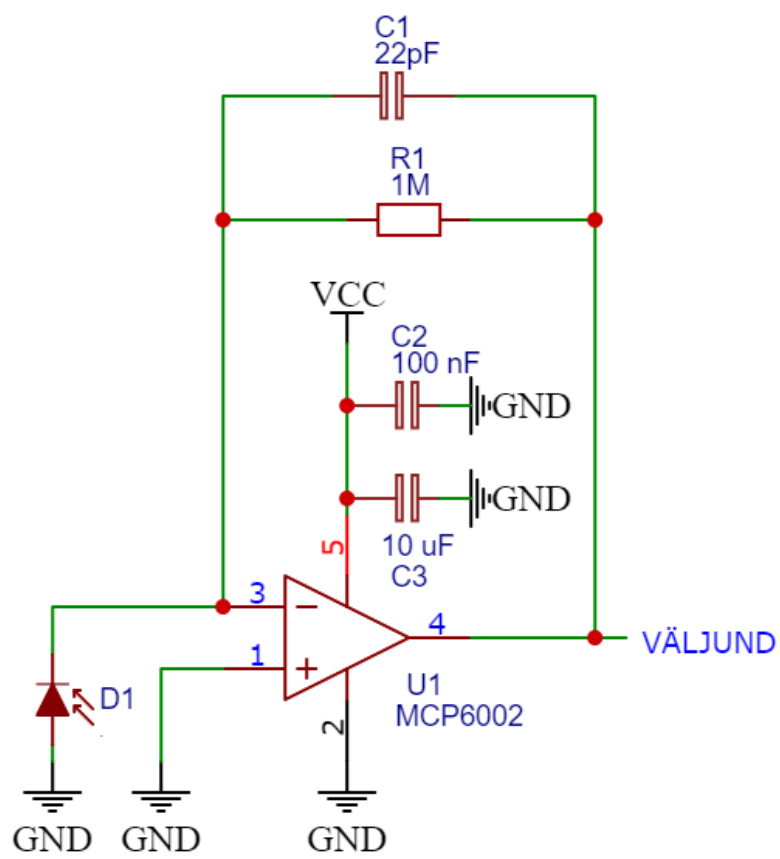 C1
22pF
R1
1M
VCC
C2
100 nF
GND
GND
5
10 uF
C3
3
−
4
VÄLJUND
1
+
D1
U1
MCP6002
2
GND
GND
GND